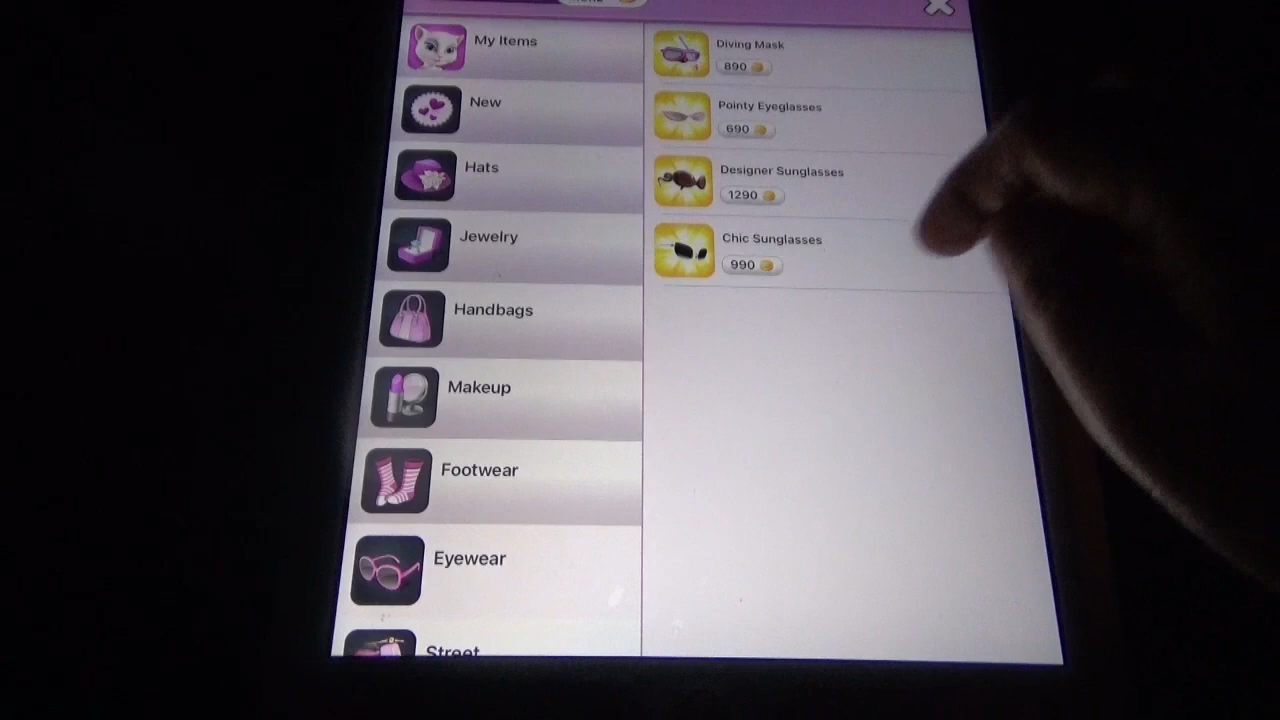 My Items
New
Hats
Jewelry
Handbags
Makeup
Footwear
Eyewear
Street
Diving Mask
890
Pointy Eyeglasses
690
Designer Sunglasses
1290
Chic Sunglasses
990